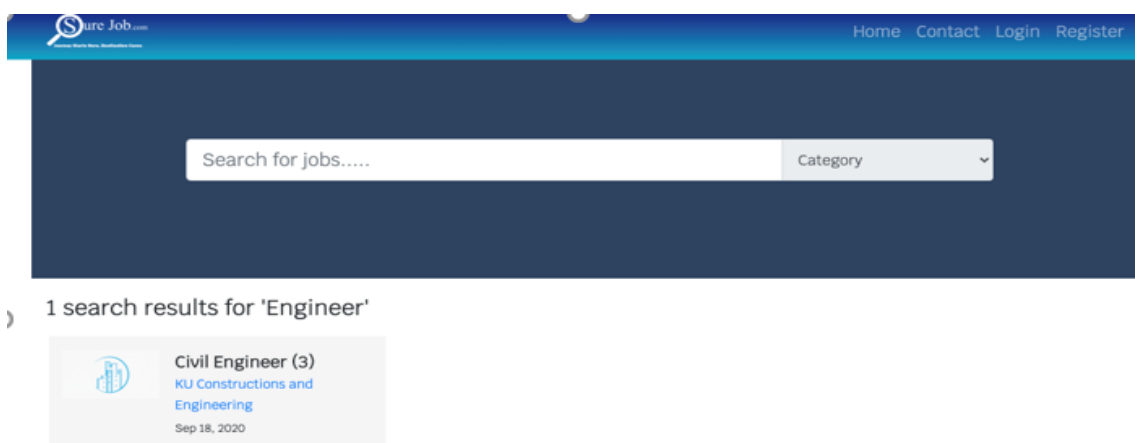 Sure Job.com
Home Contact Login Register
Search for jobs.....
Category
1 search results for 'Engineer'
Civil Engineer (3)
KU Constructions and
Engineering
Sep 18, 2020